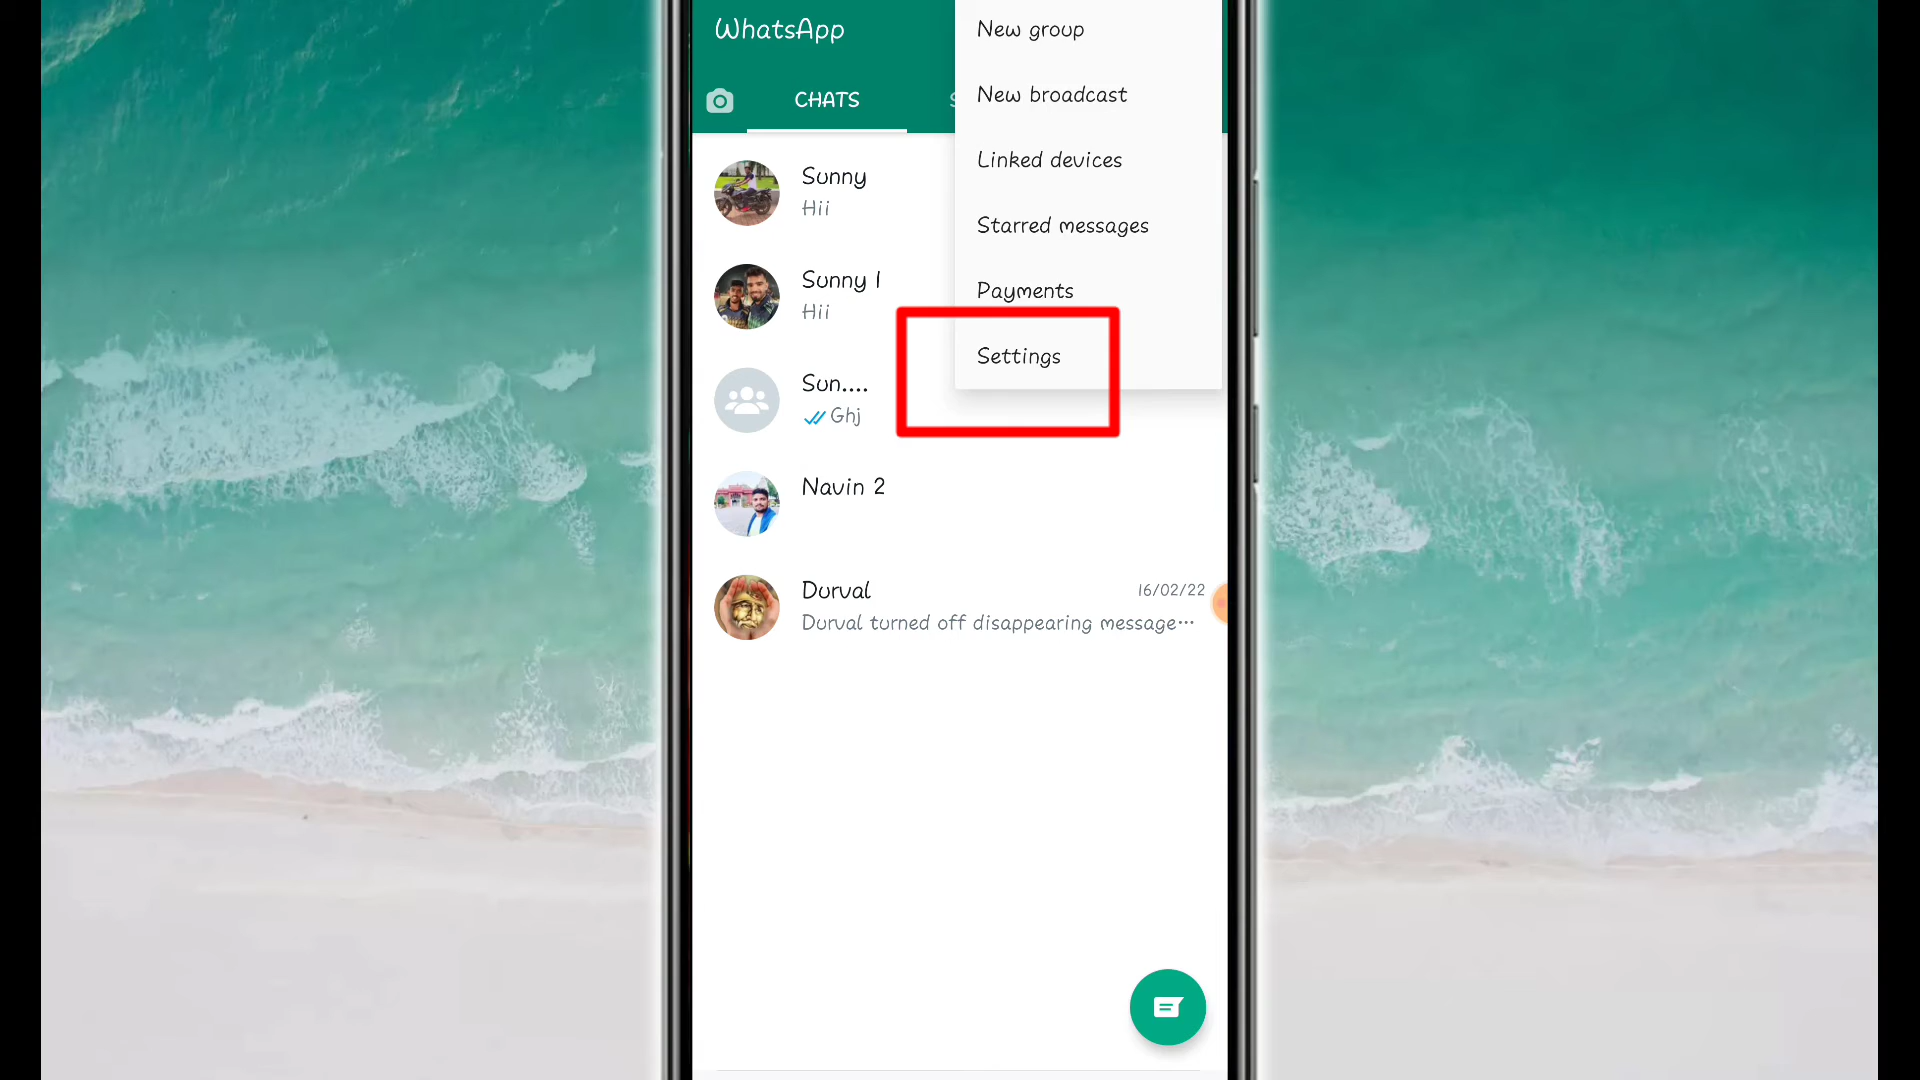 WhatsApp
CHATS
New group
New broadcast
Linked devices
Starred messages
Payments
Settings
Sunny
Hii
Sunny 1
Hii
Sun....
Ghj
Navin 2
Durval
16/02/22
Durval turned off disappearing message...